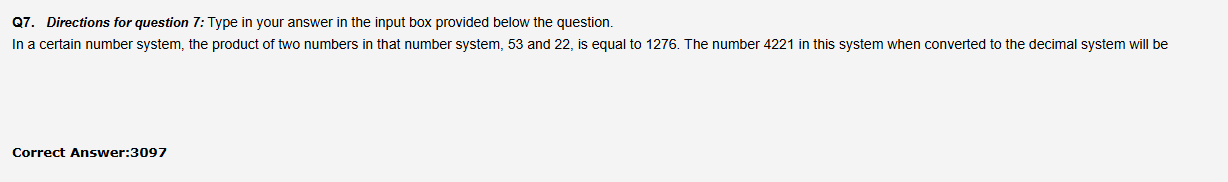 Q7. Directions for question 7: Type in your answer in the input box provided below the question.
In a certain number system, the product of two numbers in that number system, 53 and 22, is equal to 1276. The number 4221 in this system when converted to the decimal system will be
Correct Answer:3097